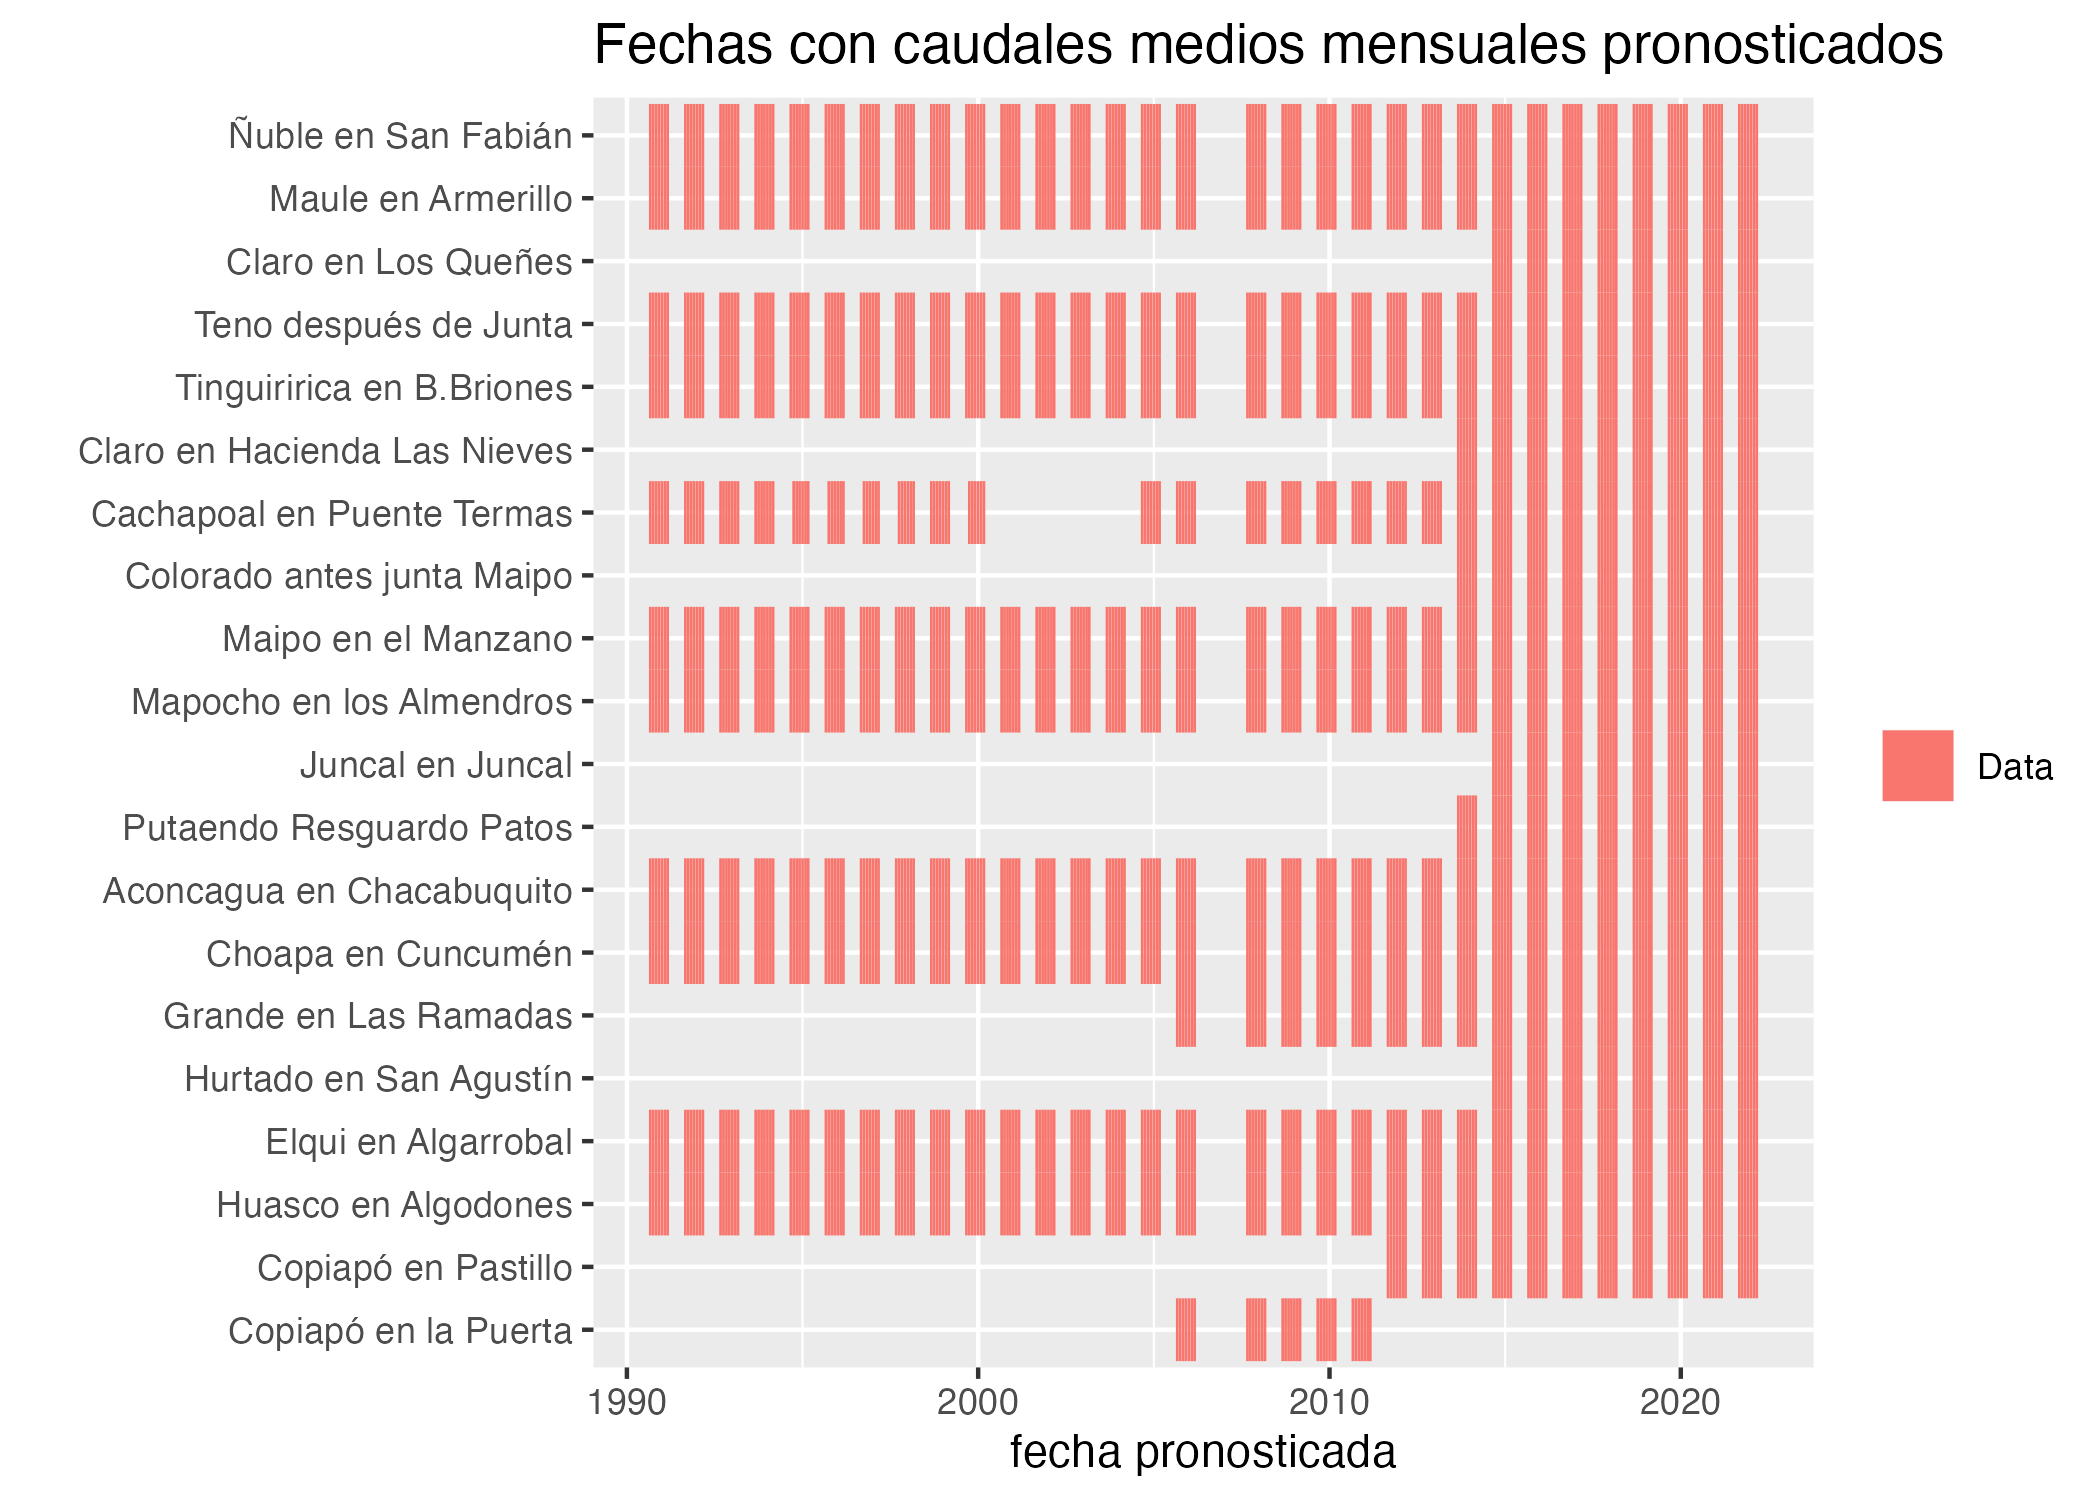 Fechas con caudales medios mensuales pronosticados
Ñuble en San Fabián
Maule en Armerillo
Claro en Los Queñes
Teno después de Junta
Tinguiririca en B.Briones
Claro en Hacienda Las Nieves
Cachapoal en Puente Termas
Colorado antes junta Maipo
Maipo en el Manzano
Mapocho en los Almendros
Juncal en Juncal
Putaendo Resguardo Patos
Aconcagua en Chacabuquito
Choapa en Cuncumén
Grande en Las Ramadas
Hurtado en San Agustín
Elqui en Algarrobal
Huasco en Algodones
Copiapó en Pastillo
Copiapó en la Puerta
1990 2000 2010 2020
fecha pronosticada
Data